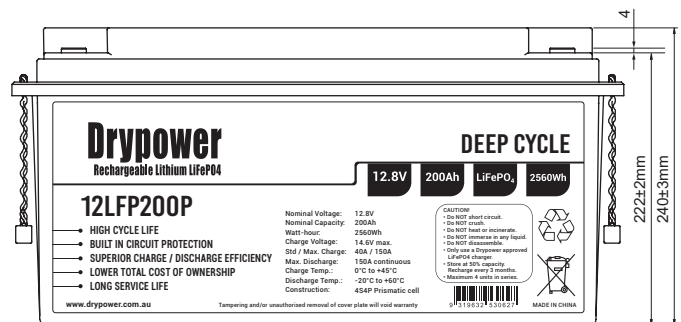 4
Drypower
Rechargeable Lithium LiFePO4
DEEP CYCLE
12.8V
200Ah
LiFePO₄
2560Wh
12LFP200P
• HIGH CYCLE LIFE
• BUILT IN CIRCUIT PROTECTION
• SUPERIOR CHARGE / DISCHARGE EFFICIENCY
• LOWER TOTAL COST OF OWNERSHIP
• LONG SERVICE LIFE
www.drypower.com.au
Nominal Voltage: 12.8V
Nominal Capacity: 200Ah
Watt-hour: 2560Wh
Charge Voltage: 14.6V max.
Std / Max. Charge: 40A / 150A
Max. Discharge: 150A continuous
Charge Temp.: 0°C to +45°C
Discharge Temp.: -20°C to +60°C
Construction: 4S4P Prismatic cell
Tampering and/or unauthorised removal of cover plate will void warranty
CAUTION!
• Do NOT short circuit.
• Do NOT crush.
• Do NOT heat or incinerate.
• Do NOT immerse in any liquid.
• Do NOT disassemble.
• Only use a Drypower approved
LiFePO4 charger.
• Store at 50% capacity.
Recharge every 3 months.
• Maximum 4 units in series.
9 319632 530627
MADE IN CHINA
222±2mm
240±3mm